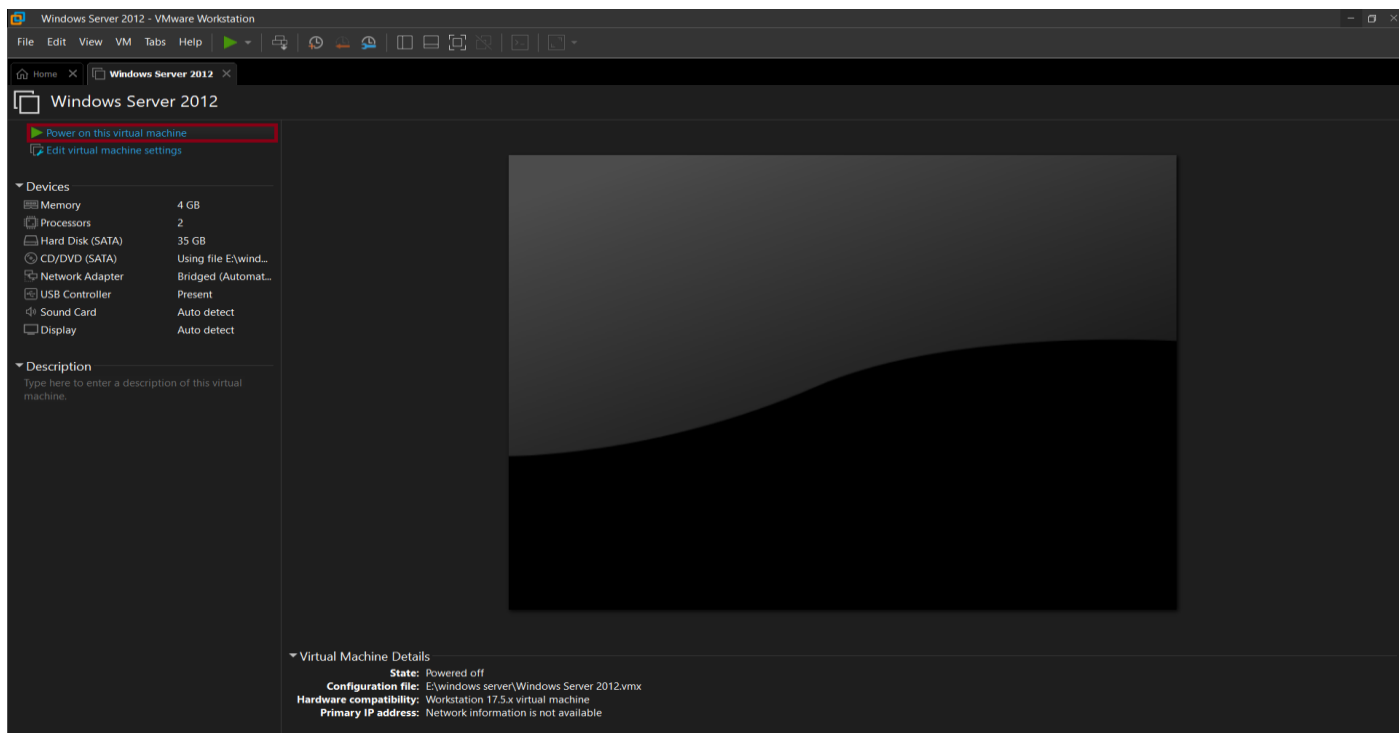 Windows Server 2012 - VMware Workstation
File Edit View VM Tabs Help
Home Windows Server 2012
Windows Server 2012
Power on this virtual machine
Edit virtual machine settings
Devices
Memory 4 GB
Processors 2
Hard Disk (SATA) 35 GB
CD/DVD (SATA) Using file E:\wind...
Network Adapter Bridged (Automat...
USB Controller Present
Sound Card Auto detect
Display Auto detect
Description
Type here to enter a description of this virtual
machine.
Virtual Machine Details
State: Powered off
Configuration file: E:\windows server\Windows Server 2012.vmx
Hardware compatibility: Workstation 17.5.x virtual machine
Primary IP address: Network information is not available